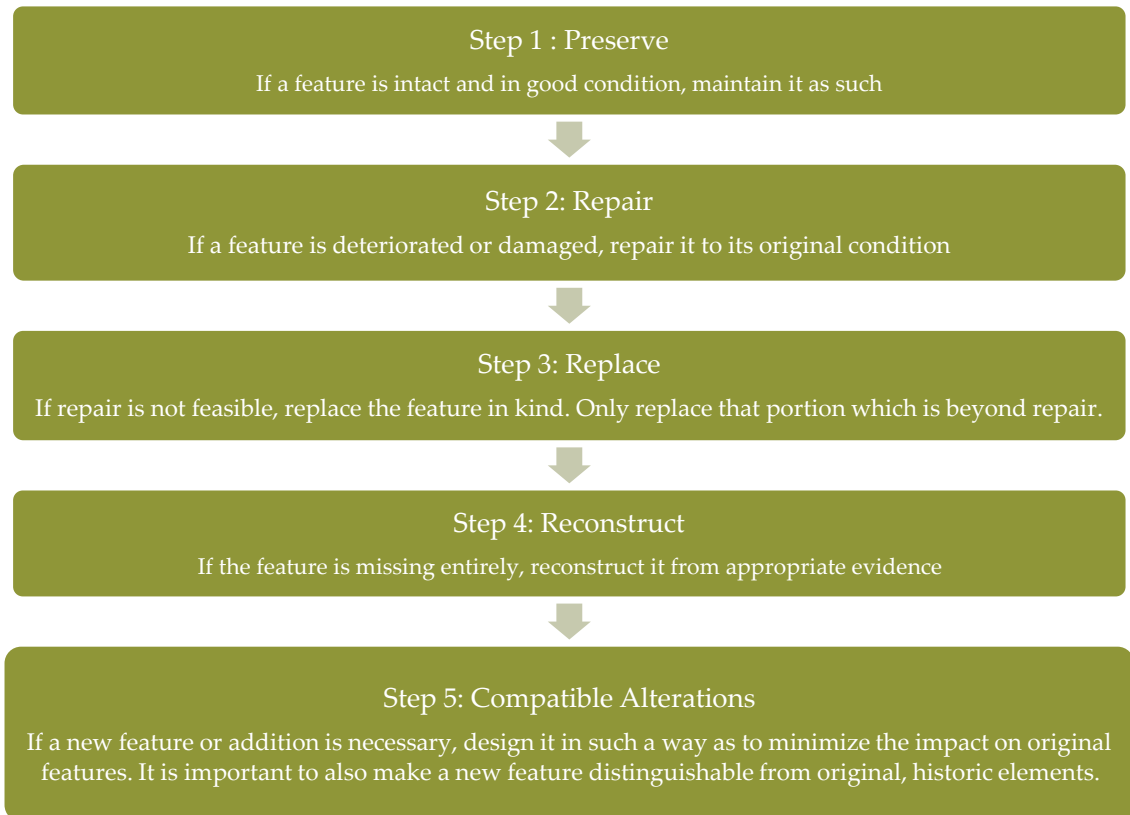 Step 1 : Preserve
If a feature is intact and in good condition, maintain it as such
Step 2: Repair
If a feature is deteriorated or damaged, repair it to its original condition
Step 3: Replace
If repair is not feasible, replace the feature in kind. Only replace that portion which is beyond repair.
Step 4: Reconstruct
If the feature is missing entirely, reconstruct it from appropriate evidence
Step 5: Compatible Alterations
If a new feature or addition is necessary, design it in such a way as to minimize the impact on original
features. It is important to also make a new feature distinguishable from original, historic elements.